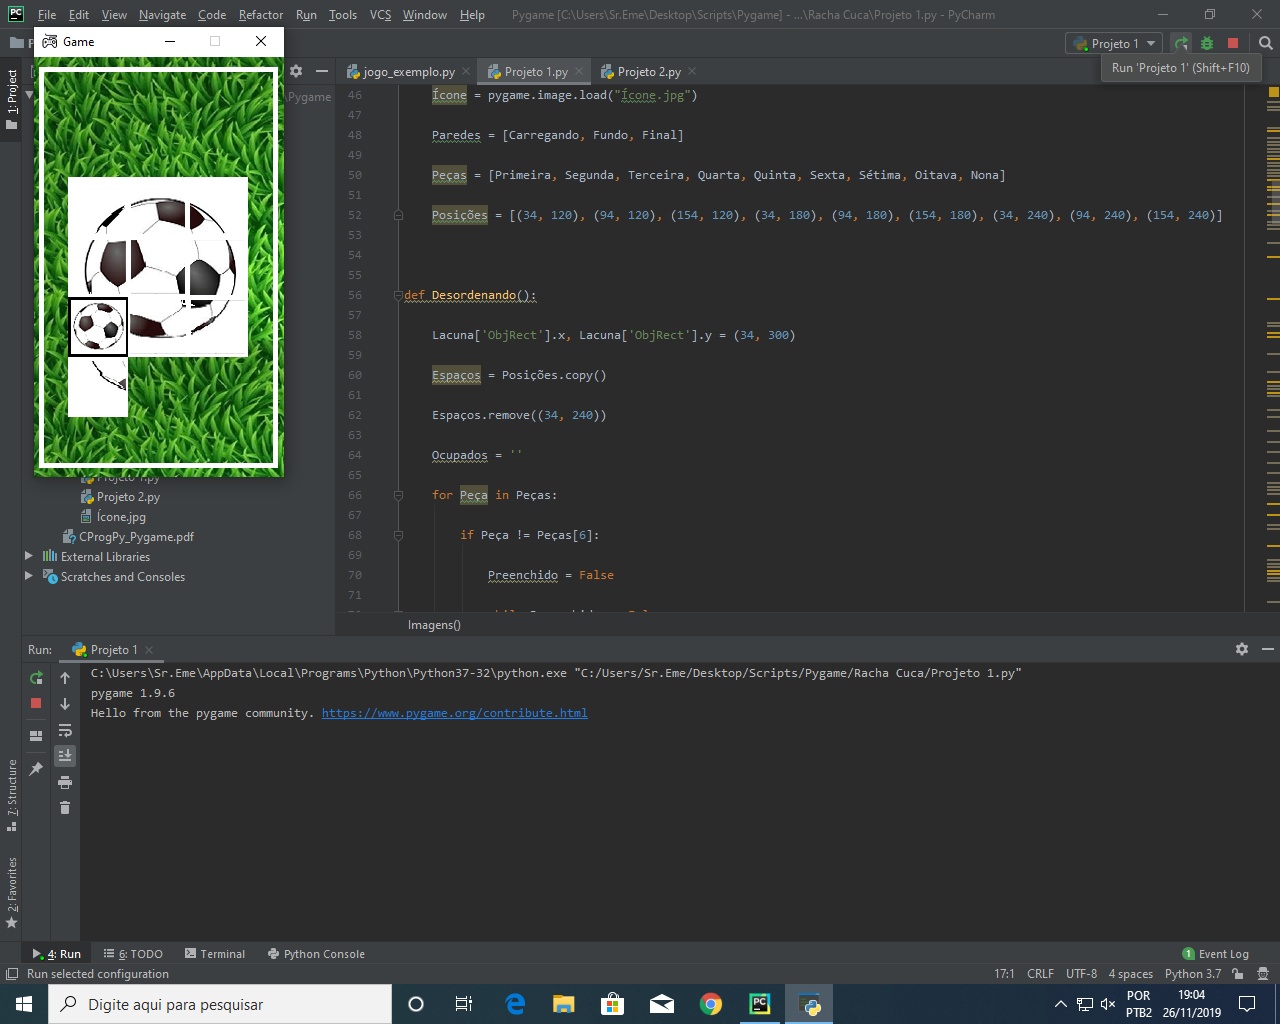 File Edit View Navigate Code Refactor Run Tools VCS Window Help Pygame [C:\Users\Sr.Eme\Desktop\Scripts\Pygame] - ...\Racha Cuca\Projeto 1.py - PyCharm
Game
Projeto 1
Run 'Projeto 1' (Shift+F10)
1: Project
jogo_exemplo.py
Projeto 1.py
Projeto 2.py
\Pygame
46 Ícone = pygame.image.load("Ícone.jpg")
47
48 Paredes = [Carregando, Fundo, Final]
49
50 Peças = [Primeira, Segunda, Terceira, Quarta, Quinta, Sexta, Sétima, Oitava, Nona]
51
52 Posições = [(34, 120), (94, 120), (154, 120), (34, 180), (94, 180), (154, 180), (34, 240), (94, 240), (154, 240)]
53
54
55
56 def Desordenando():
57
58 Lacuna['ObjRect'].x, Lacuna['ObjRect'].y = (34, 300)
59
60 Espaços = Posições.copy()
61
62 Espaços.remove((34, 240))
63
64 Ocupados = ''
65
66 for Peça in Peças:
67
68 if Peça != Peças[6]:
69
70 Preenchido = False
71
Imagens()
Projeto 1.py
Projeto 2.py
Ícone.jpg
CProgPy_Pygame.pdf
External Libraries
Scratches and Consoles
Run: Projeto 1
C:\Users\Sr.Eme\AppData\Local\Programs\Python\Python37-32\python.exe "C:/Users/Sr.Eme/Desktop/Scripts/Pygame/Racha Cuca/Projeto 1.py"
pygame 1.9.6
Hello from the pygame community. https://www.pygame.org/contribute.html
7: Structure
2: Favorites
4: Run 6: TODO Terminal Python Console 1 Event Log
Run selected configuration 17:1 CRLF UTF-8 4 spaces Python 3.7
Digite aqui para pesquisar
POR
PTB2
19:04
26/11/2019